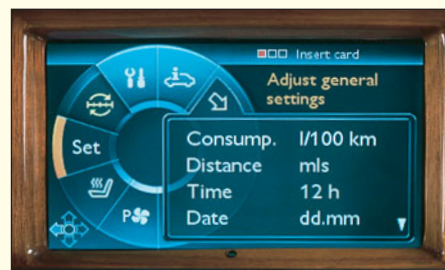 Insert card
Adjust general
settings
Set
Consump. l/100 km
Distance mls
Time 12 h
Date dd.mm
P